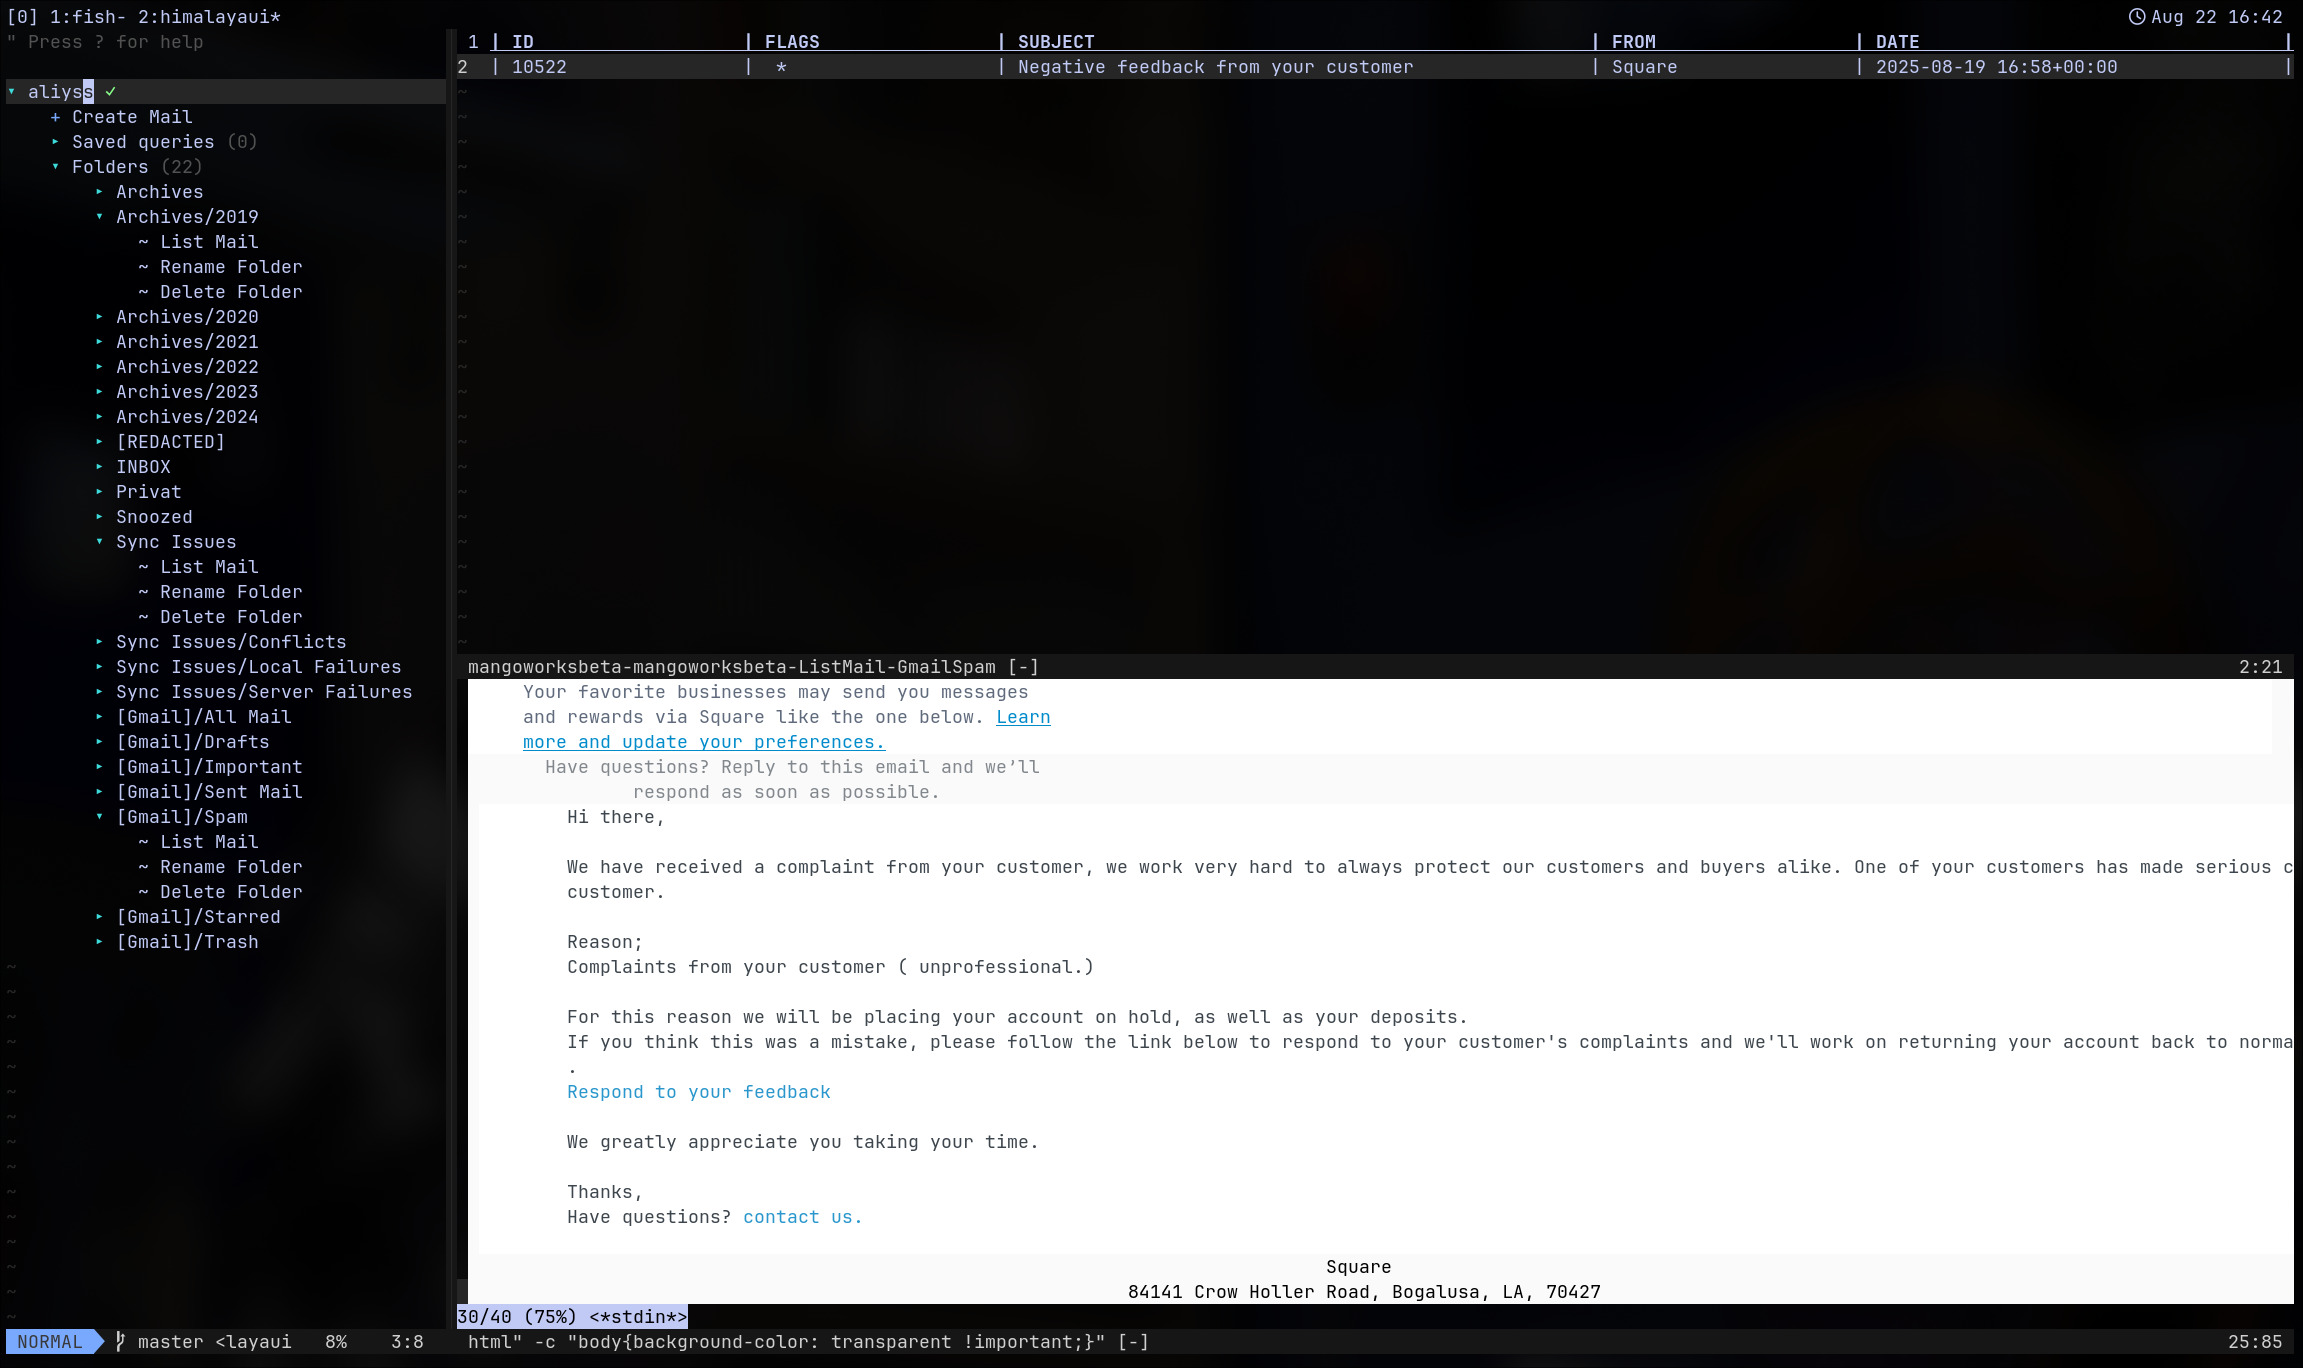 [0] 1:fish- 2:himalayaui*
Aug 22 16:42
" Press ? for help
▾ aliyss ✓
+ Create Mail
▸ Saved queries (0)
▾ Folders (22)
▸ Archives
▾ Archives/2019
~ List Mail
~ Rename Folder
~ Delete Folder
▸ Archives/2020
▸ Archives/2021
▸ Archives/2022
▸ Archives/2023
▸ Archives/2024
▸ [REDACTED]
▸ INBOX
▸ Privat
▸ Snoozed
▾ Sync Issues
~ List Mail
~ Rename Folder
~ Delete Folder
▸ Sync Issues/Conflicts
▸ Sync Issues/Local Failures
▸ Sync Issues/Server Failures
▸ [Gmail]/All Mail
▸ [Gmail]/Drafts
▸ [Gmail]/Important
▸ [Gmail]/Sent Mail
▾ [Gmail]/Spam
~ List Mail
~ Rename Folder
~ Delete Folder
▸ [Gmail]/Starred
▸ [Gmail]/Trash
1 | ID | FLAGS | SUBJECT | FROM | DATE |
2 | 10522 | * | Negative feedback from your customer | Square | 2025-08-19 16:58+00:00 |
mangoworksbeta-mangoworksbeta-ListMail-GmailSpam [-] 2:21
Your favorite businesses may send you messages
and rewards via Square like the one below. Learn
more and update your preferences.
Have questions? Reply to this email and we’ll
respond as soon as possible.
Hi there,
We have received a complaint from your customer, we work very hard to always protect our customers and buyers alike. One of your customers has made serious c
customer.
Reason;
Complaints from your customer ( unprofessional.)
For this reason we will be placing your account on hold, as well as your deposits.
If you think this was a mistake, please follow the link below to respond to your customer's complaints and we'll work on returning your account back to norma
.
Respond to your feedback
We greatly appreciate you taking your time.
Thanks,
Have questions? contact us.
Square
84141 Crow Holler Road, Bogalusa, LA, 70427
30/40 (75%) <*stdin*>
NORMAL master <layaui 8% 3:8
html" -c "body{background-color: transparent !important;}" [-] 25:85